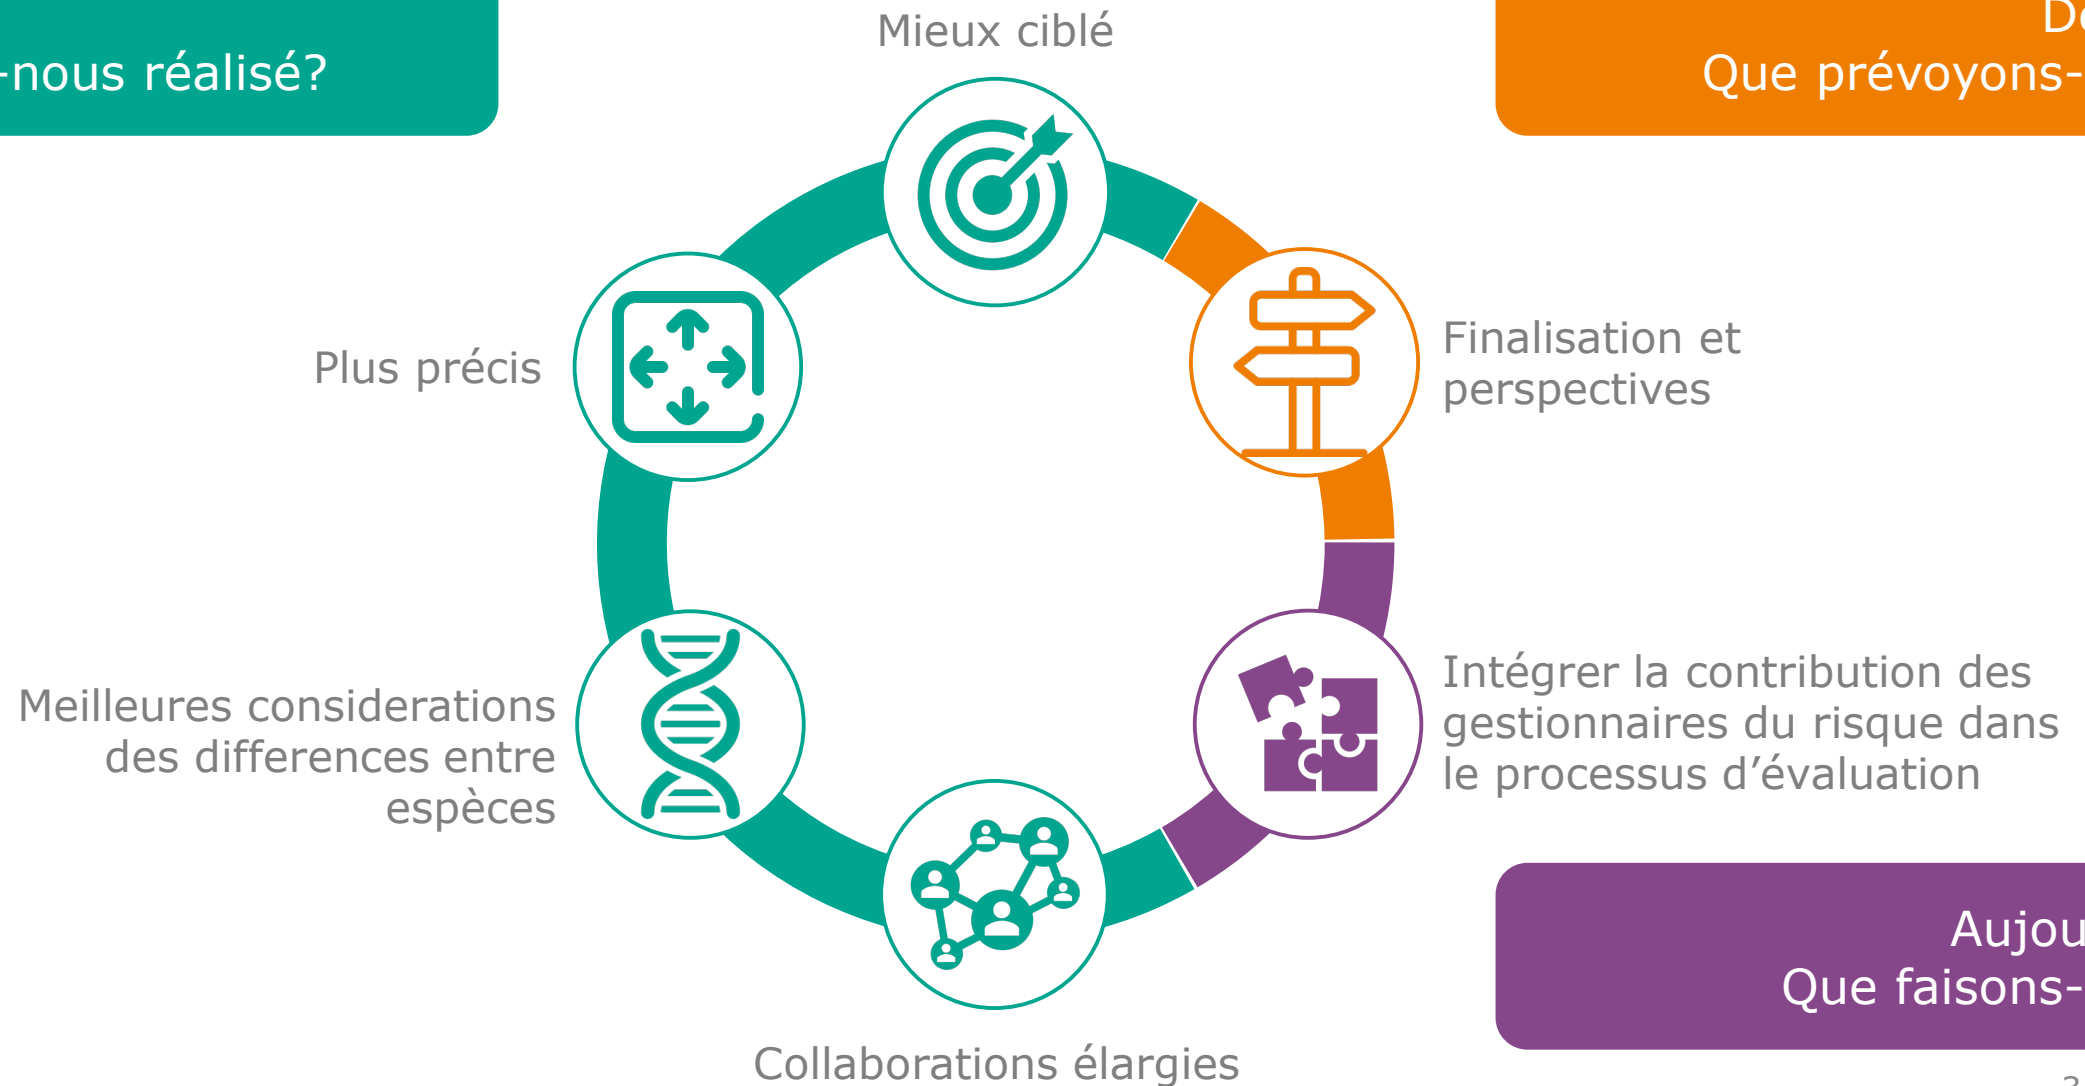 -nous réalisé?
Mieux ciblé
Que prévoyons-
Plus précis
Finalisation et
perspectives
Meilleures considerations
des differences entre
espèces
Intégrer la contribution des
gestionnaires du risque dans
le processus d’évaluation
Aujou
Que faisons-
Collaborations élargies